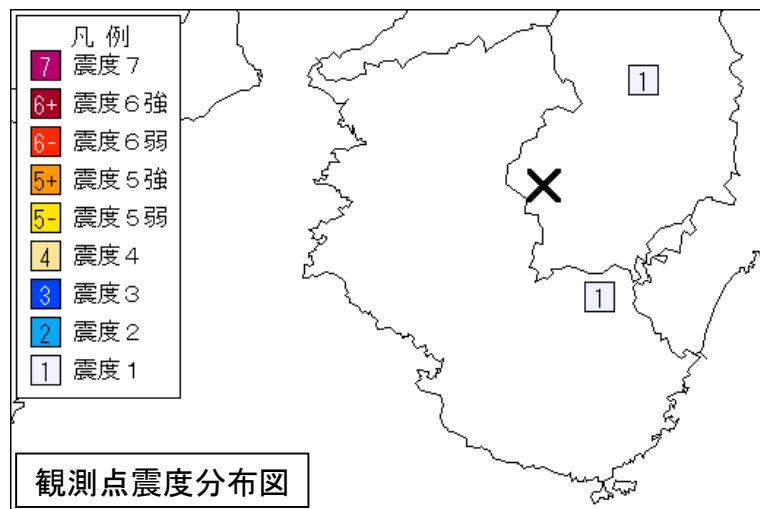 凡 例
7 震度７
6+ 震度６強
6- 震度６弱
5+ 震度５強
5- 震度５弱
4 震度４
3 震度３
2 震度２
1 震度１
1
1
観測点震度分布図